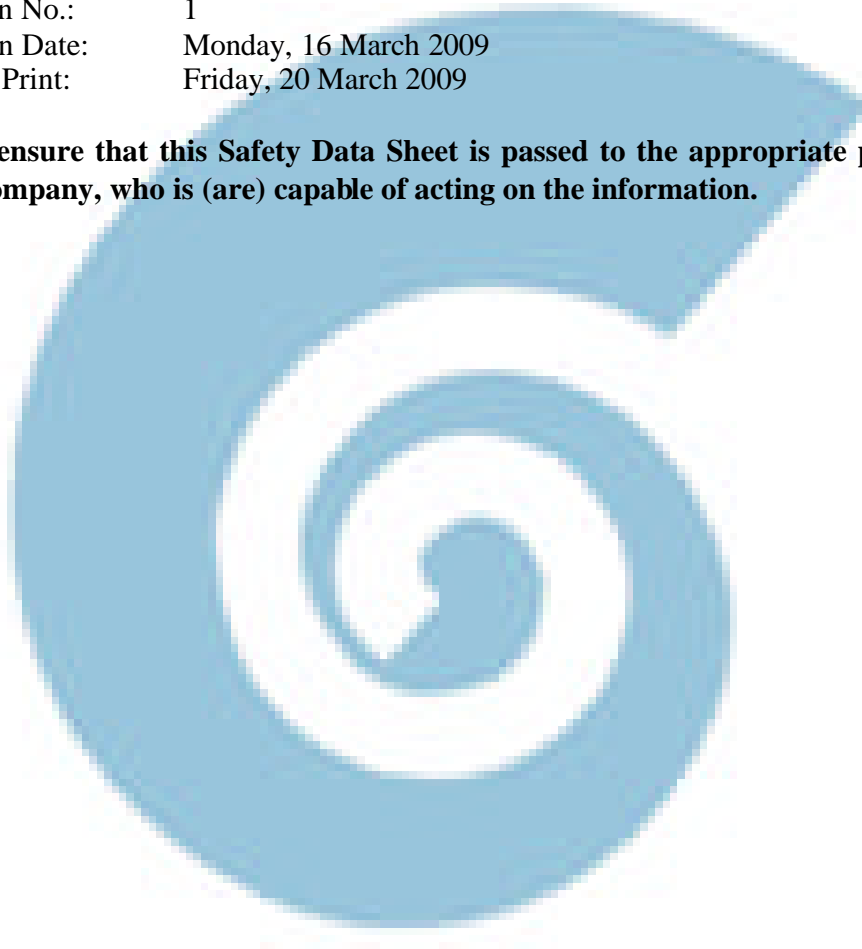 n No.: 1
n Date: Monday, 16 March 2009
Print: Friday, 20 March 2009
ensure that this Safety Data Sheet is passed to the appropriate p
ompany, who is (are) capable of acting on the information.